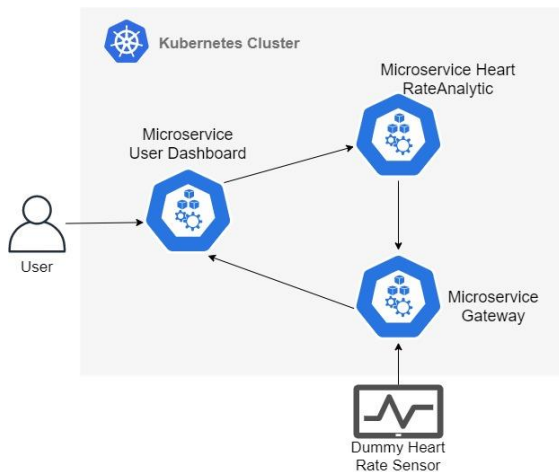 Kubernetes Cluster
Microservice Heart
RateAnalytic
Microservice
User Dashboard
User
Microservice
Gateway
Dummy Heart
Rate Sensor